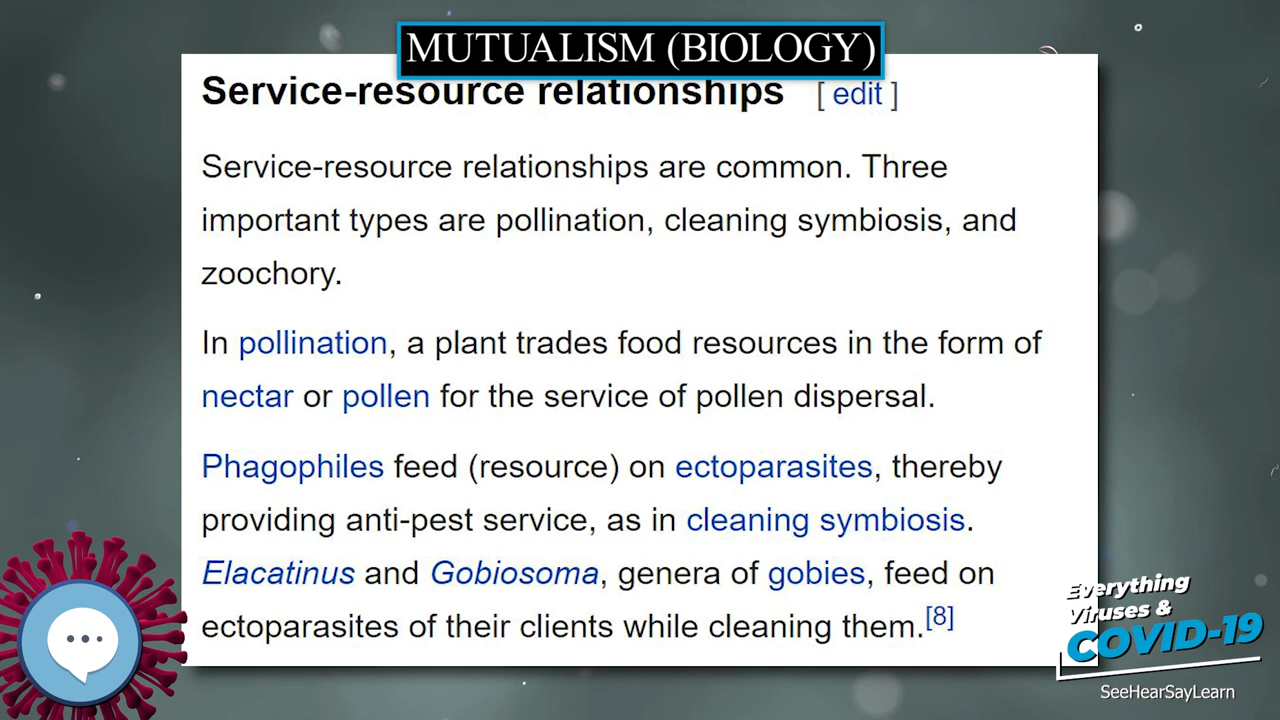 MUTUALISM (BIOLOGY)
Service-resource relationships [ edit ]
Service-resource relationships are common. Three
important types are pollination, cleaning symbiosis, and
zoochory.
In pollination, a plant trades food resources in the form of
nectar or pollen for the service of pollen dispersal.
Phagophiles feed (resource) on ectoparasites, thereby
providing anti-pest service, as in cleaning symbiosis.
Elacatinus and Gobiosoma, genera of gobies, feed on
ectoparasites of their clients while cleaning them.[8]
Everything
Viruses &
COVID-19
SeeHearSayLearn